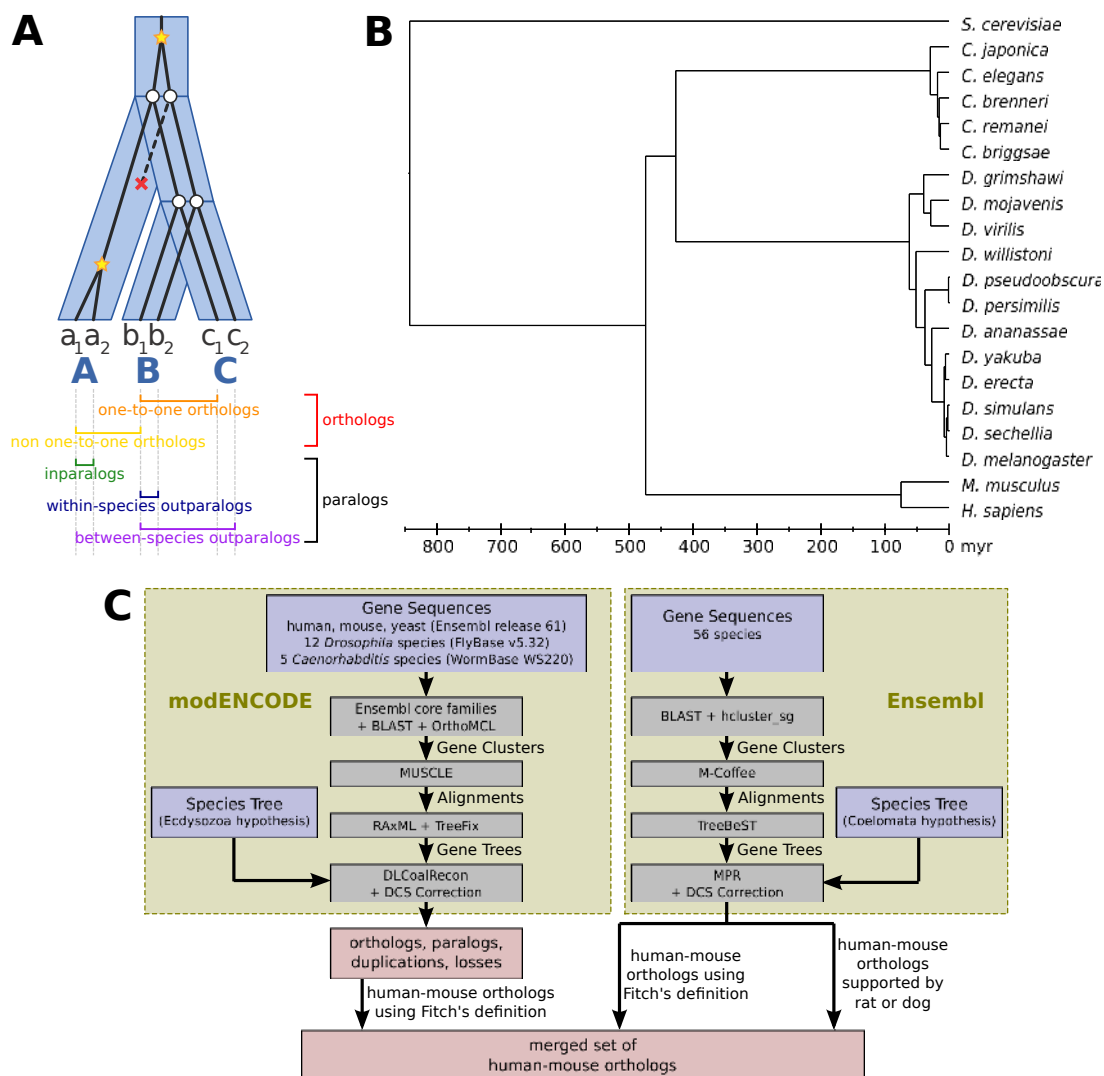 A
a1 a2 b1 b2 c1 c2
A B C
one-to-one orthologs
orthologs
non one-to-one orthologs
inparalogs
paralogs
within-species outparalogs
between-species outparalogs
B
S. cerevisiae
C. japonica
C. elegans
C. brenneri
C. remanei
C. briggsae
D. grimshawi
D. mojavenis
D. virilis
D. willistoni
D. pseudoobscura
D. persimilis
D. ananassae
D. yakuba
D. erecta
D. simulans
D. sechellia
D. melanogaster
M. musculus
H. sapiens
800 700 600 500 400 300 200 100 0 myr
C
modENCODE
Gene Sequences
human, mouse, yeast (Ensembl release 61)
12 Drosophila species (FlyBase v5.32)
5 Caenorhabditis species (WormBase WS220)
Ensembl core families
+ BLAST + OrthoMCL
Gene Clusters
MUSCLE
Alignments
Species Tree
(Ecdysozoa hypothesis)
RAxML + TreeFix
Gene Trees
DLCoalRecon
+ DCS Correction
orthologs, paralogs,
duplications, losses
human-mouse orthologs
using Fitch's definition
Ensembl
Gene Sequences
56 species
BLAST + hcluster_sg
Gene Clusters
M-Coffee
Alignments
Species Tree
(Coelomata hypothesis)
TreeBeST
Gene Trees
MPR
+ DCS Correction
human-mouse
orthologs using
Fitch's definition
human-mouse
orthologs
supported by
rat or dog
merged set of
human-mouse orthologs